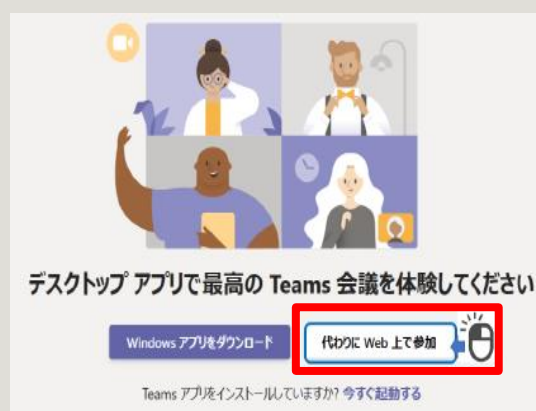 デスクトップ アプリで最高の Teams 会議を体験してください
Windows アプリをダウンロード
代わりに Web 上で参加
Teams アプリをインストールしていますか? 今すぐ起動する